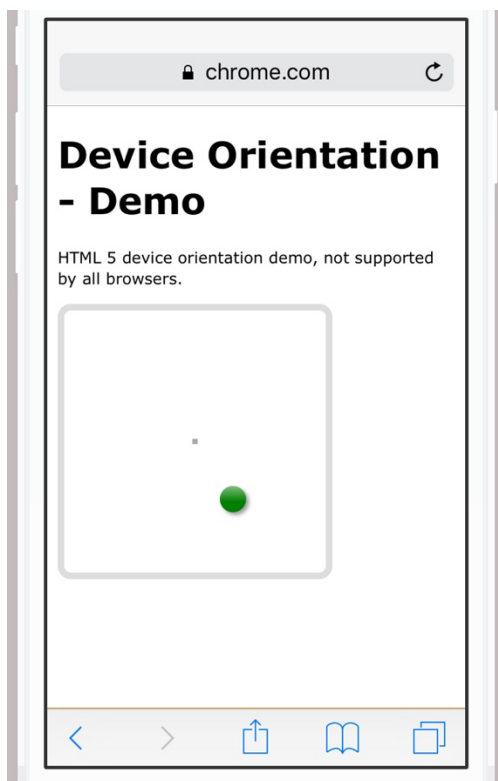 chrome.com
Device Orientation
- Demo
HTML 5 device orientation demo, not supported
by all browsers.